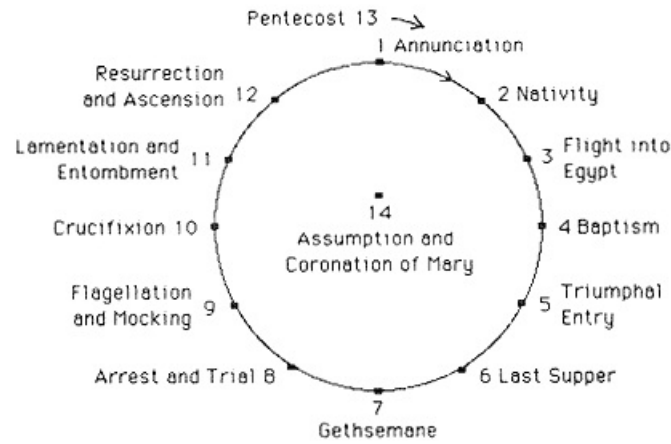 Pentecost 13
1 Annunciation
2 Nativity
3 Flight into
Egypt
4 Baptism
5 Triumphal
Entry
6 Last Supper
7
Gethsemane
Arrest and Trial 8
Flagellation
and Mocking 9
Crucifixion 10
Lamentation and
Entombment 11
Resurrection
and Ascension 12
14
Assumption and
Coronation of Mary